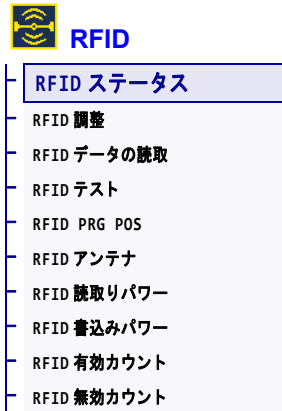 RFID
RFID ステータス
RFID 調整
RFID データの読取
RFID テスト
RFID PRG POS
RFID アンテナ
RFID 読取りパワー
RFID 書込みパワー
RFID 有効カウント
RFID 無効カウント